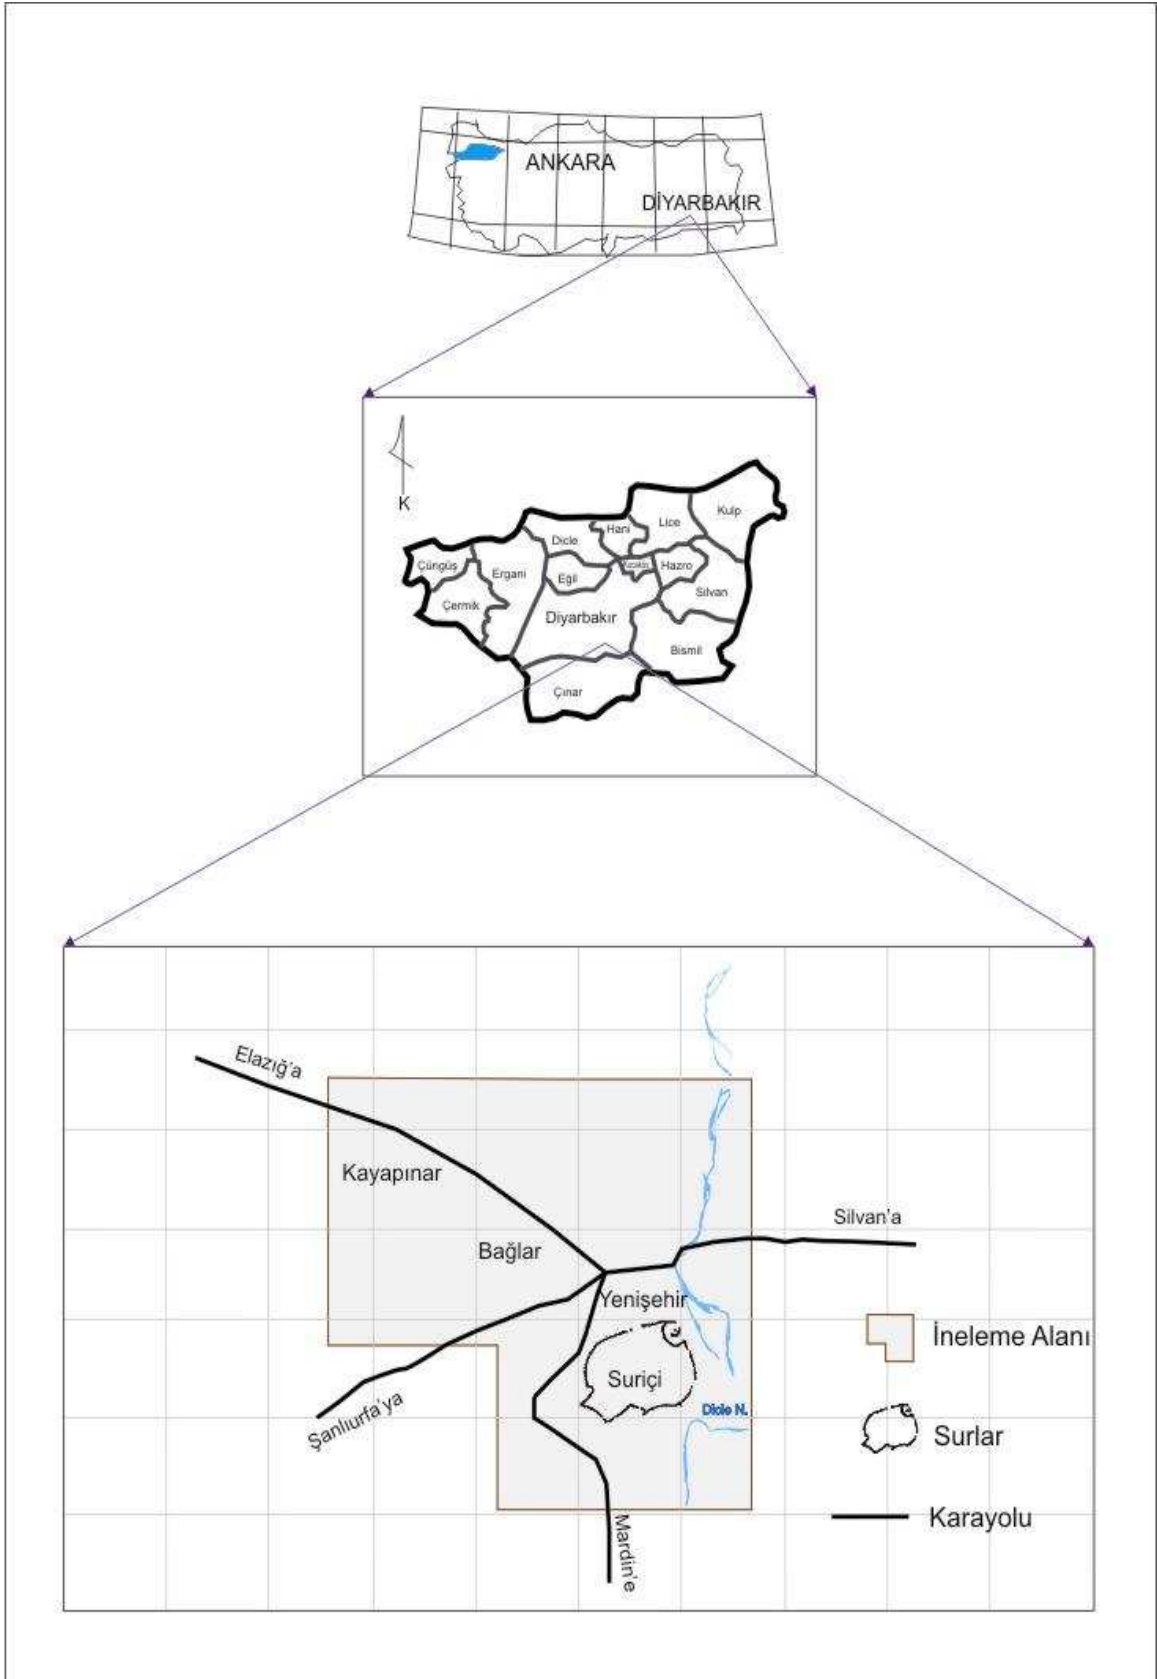 ANKARA
DİYARBAKIR
K
Kulp
Lice
Hani
Dicle
Çüngüş
Ergani
Eğil
Hazro
Silvan
Çermik
Diyarbakır
Bismil
Çınar
Elazığ'a
Kayapınar
Silvan'a
Bağlar
Yenişehir
İneleme Alanı
Suriçi
Şanlıurfa'ya
Dicle N.
Surlar
Karayolu
Mardin'e